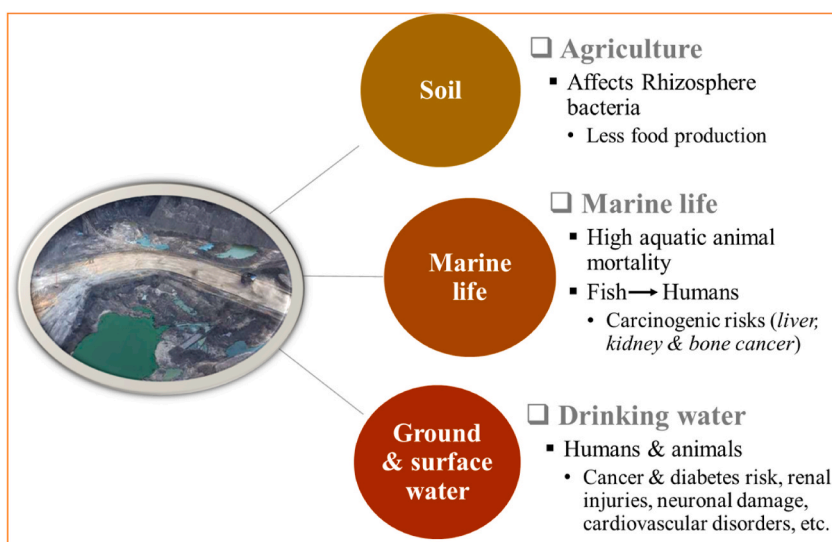 Soil
❑ Agriculture
▪ Affects Rhizosphere
bacteria
• Less food production
Marine
life
❑ Marine life
▪ High aquatic animal
mortality
▪ Fish→Humans
• Carcinogenic risks (liver,
kidney & bone cancer)
Ground
& surface
water
❑ Drinking water
▪ Humans & animals
• Cancer & diabetes risk, renal
injuries, neuronal damage,
cardiovascular disorders, etc.